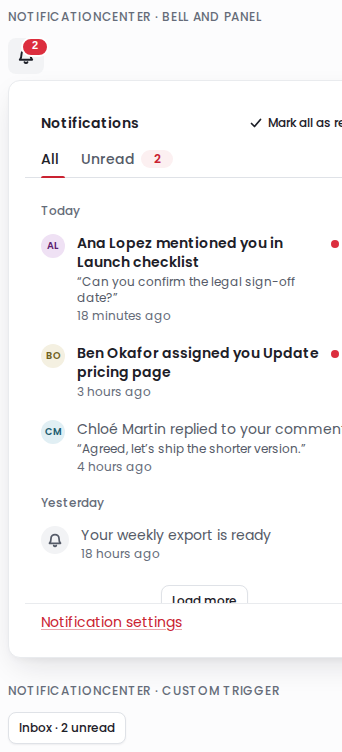 NOTIFICATIONCENTER · BELL AND PANEL
2
Notifications
Mark all as re
All Unread 2
Today
AL
Ana Lopez mentioned you in
Launch checklist
“Can you confirm the legal sign-off
date?”
18 minutes ago
BO
Ben Okafor assigned you Update
pricing page
3 hours ago
CM
Chloé Martin replied to your commen
“Agreed, let’s ship the shorter version.”
4 hours ago
Yesterday
Your weekly export is ready
18 hours ago
Load more
Notification settings
NOTIFICATIONCENTER · CUSTOM TRIGGER
Inbox · 2 unread